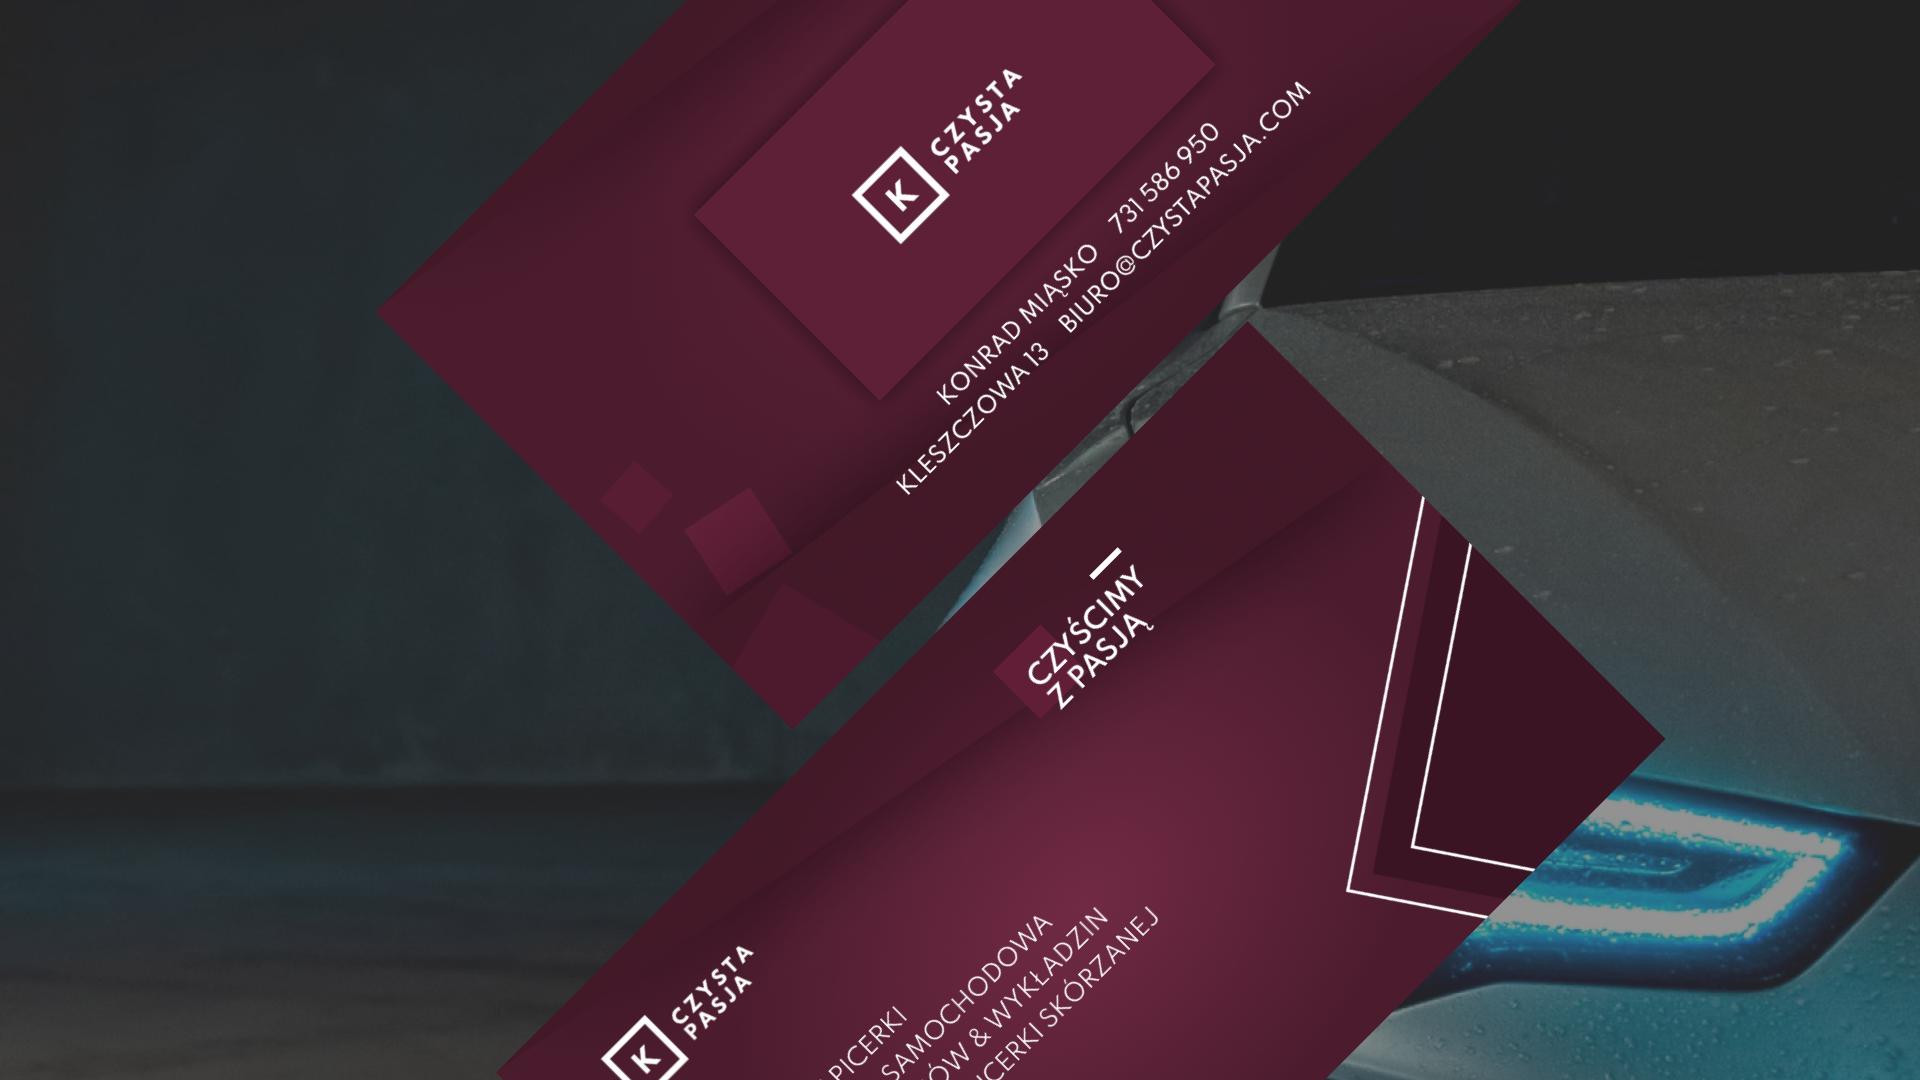 CZYSTA
PASJA
K
KONRAD MIĄSKO 731 586 950
KLESZCZOWA 13 BIURO@CZYSTAPASJA.COM
CZYŚCIMY
Z PASJĄ
CZYSTA
PASJA
K
SAMOCHODOWA
& WYKŁADZIN
SKÓRZANEJ